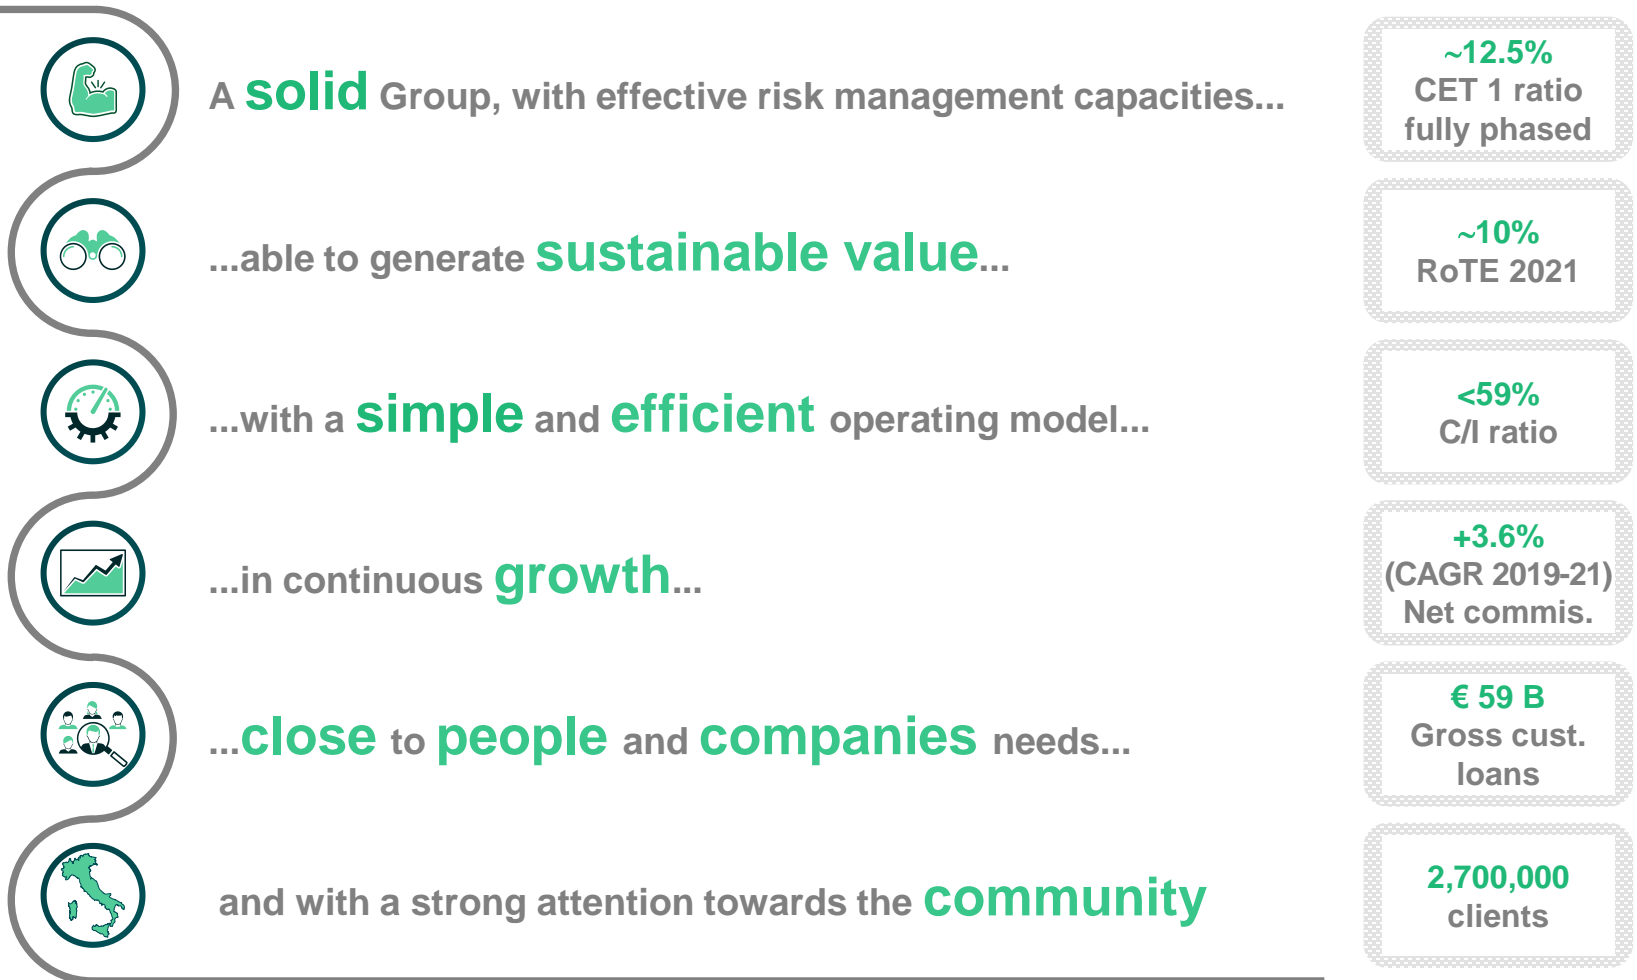 A solid Group, with effective risk management capacities...
~12.5%
CET 1 ratio
fully phased
...able to generate sustainable value...
~10%
RoTE 2021
...with a simple and efficient operating model...
<59%
C/I ratio
...in continuous growth...
+3.6%
(CAGR 2019-21)
Net commis.
...close to people and companies needs...
€ 59 B
Gross cust.
loans
and with a strong attention towards the community
2,700,000
clients